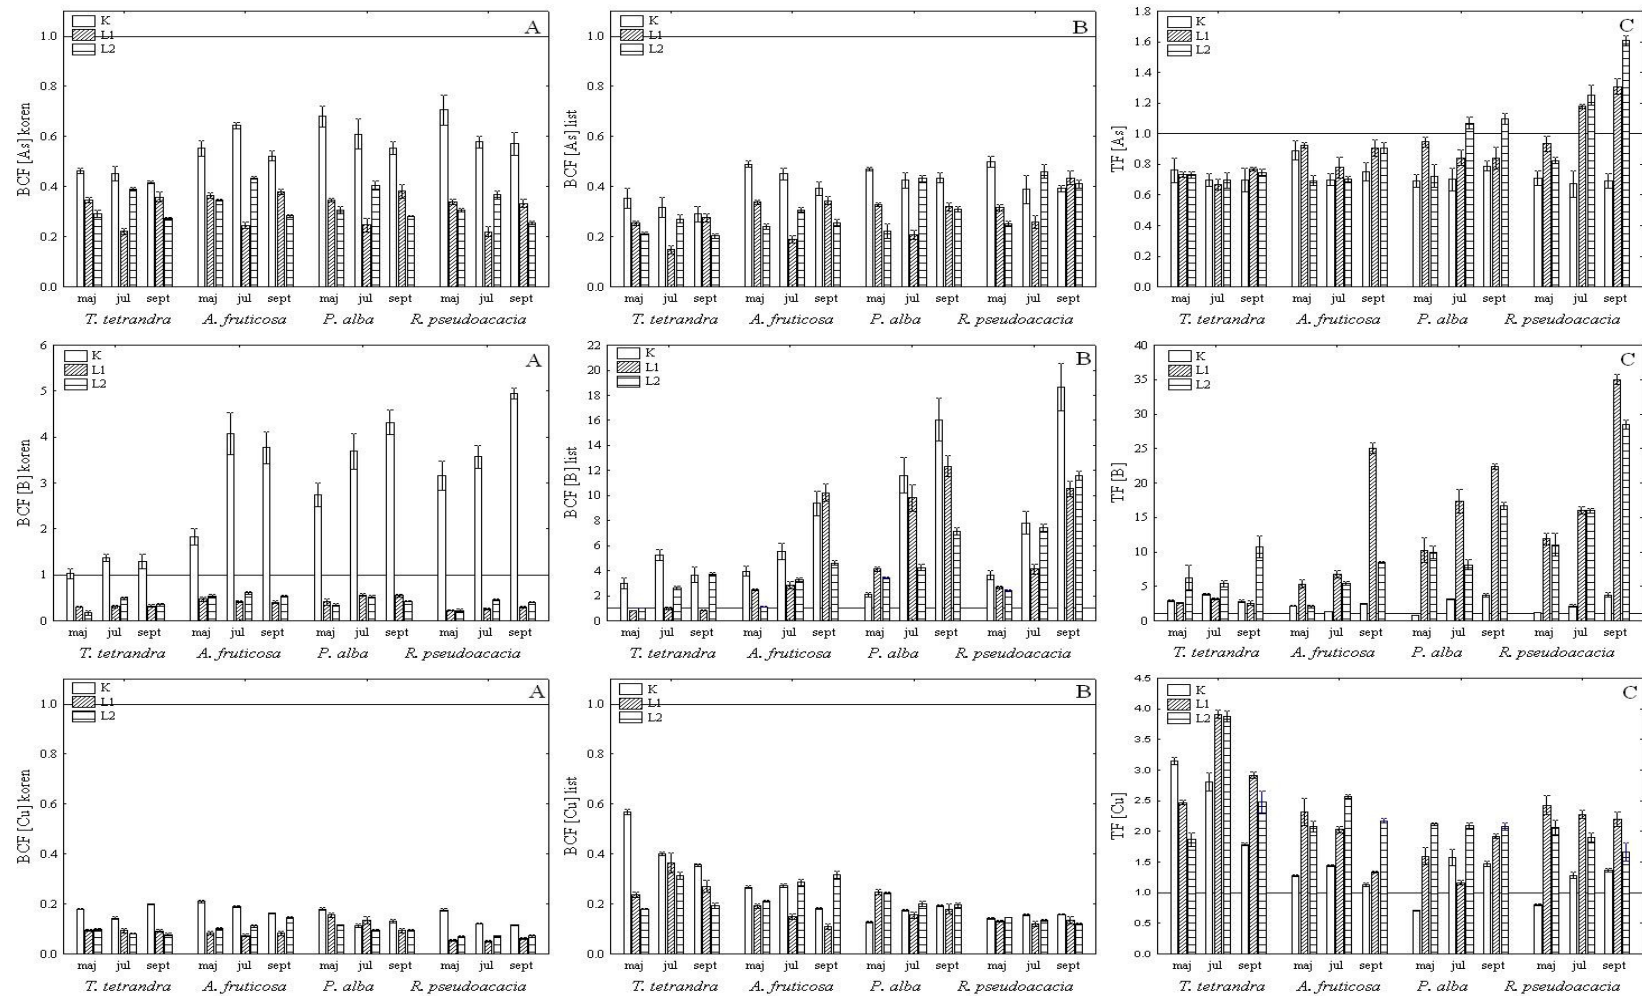 K
L1
L2
A
BCF [As] koren
1.0
0.8
0.6
0.4
0.2
0.0
maj jul sept maj jul sept maj jul sept maj jul sept
T. tetrandra A. fruticosa P. alba R. pseudoacacia
K
L1
L2
B
BCF [As] list
1.0
0.8
0.6
0.4
0.2
0.0
maj jul sept maj jul sept maj jul sept maj jul sept
T. tetrandra A. fruticosa P. alba R. pseudoacacia
K
L1
L2
C
TF [As]
1.8
1.6
1.4
1.2
1.0
0.8
0.6
0.4
0.2
0.0
maj jul sept maj jul sept maj jul sept maj jul sept
T. tetrandra A. fruticosa P. alba R. pseudoacacia
K
L1
L2
A
BCF [B] koren
6
5
4
3
2
1
0
maj jul sept maj jul sept maj jul sept maj jul sept
T. tetrandra A. fruticosa P. alba R. pseudoacacia
K
L1
L2
B
BCF [B] list
22
20
18
16
14
12
10
8
6
4
2
0
maj jul sept maj jul sept maj jul sept maj jul sept
T. tetrandra A. fruticosa P. alba R. pseudoacacia
K
L1
L2
C
TF [B]
40
35
30
25
20
15
10
5
0
maj jul sept maj jul sept maj jul sept maj jul sept
T. tetrandra A. fruticosa P. alba R. pseudoacacia
K
L1
L2
A
BCF [Cu] koren
1.0
0.8
0.6
0.4
0.2
0.0
maj jul sept maj jul sept maj jul sept maj jul sept
T. tetrandra A. fruticosa P. alba R. pseudoacacia
K
L1
L2
B
BCF [Cu] list
1.0
0.8
0.6
0.4
0.2
0.0
maj jul sept maj jul sept maj jul sept maj jul sept
T. tetrandra A. fruticosa P. alba R. pseudoacacia
K
L1
L2
C
TF [Cu]
4.5
4.0
3.5
3.0
2.5
2.0
1.5
1.0
0.5
0.0
maj jul sept maj jul sept maj jul sept maj jul sept
T. tetrandra A. fruticosa P. alba R. pseudoacacia